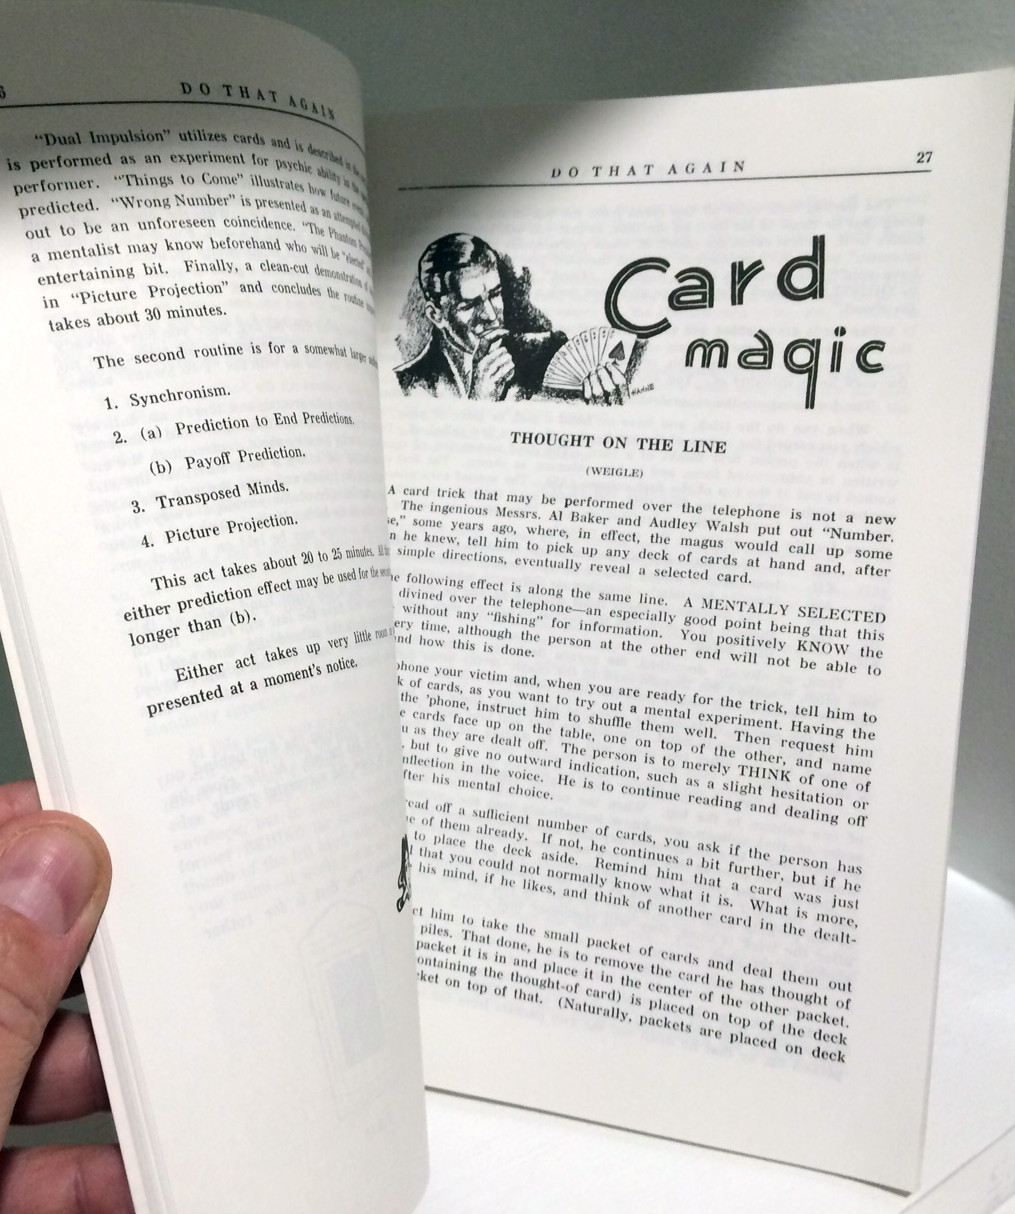 DO THAT AGAIN
"Dual Impulsion" utilizes cards and is described in the
is performed as an experiment for psychic ability in the
performer. "Things to Come" illustrates how future
predicted. "Wrong Number" is presented as an attempted
out to be an unforeseen coincidence. "The Phantom
a mentalist may know beforehand who will be
entertaining bit. Finally, a clean-cut demonstration
in "Picture Projection" and concludes the routine
takes about 30 minutes.
The second routine is for a somewhat larger
1. Synchronism.
2. (a) Prediction to End Predictions.
(b) Payoff Prediction.
3. Transposed Minds.
4. Picture Projection.
This act takes about 20 to 25 minutes.
either prediction effect may be used for the
longer than (b).
Either act takes up very little room
presented at a moment's notice.
DO THAT AGAIN 27
Card
magic
THOUGHT ON THE LINE
(WEIGLE)
A card trick that may be performed over the telephone is not a new
The ingenious Messrs. Al Baker and Audley Walsh put out "Number.
" some years ago, where, in effect, the magus would call up some
he knew, tell him to pick up any deck of cards at hand and, after
simple directions, eventually reveal a selected card.
following effect is along the same line. A MENTALLY SELECTED
divined over the telephone—an especially good point being that this
without any "fishing" for information. You positively KNOW the
time, although the person at the other end will not be able to
how this is done.
phone your victim and, when you are ready for the trick, tell him to
of cards, as you want to try out a mental experiment. Having the
the 'phone, instruct him to shuffle them well. Then request him
cards face up on the table, one on top of the other, and name
as they are dealt off. The person is to merely THINK of one of
, but to give no outward indication, such as a slight hesitation or
inflection in the voice. He is to continue reading and dealing off
after his mental choice.
read off a sufficient number of cards, you ask if the person has
of them already. If not, he continues a bit further, but if he
to place the deck aside. Remind him that a card was just
that you could not normally know what it is. What is more,
his mind, if he likes, and think of another card in the dealt-
him to take the small packet of cards and deal them out
piles. That done, he is to remove the card he has thought of
packet it is in and place it in the center of the other packet.
containing the thought-of card) is placed on top of the deck
on top of that. (Naturally, packets are placed on deck